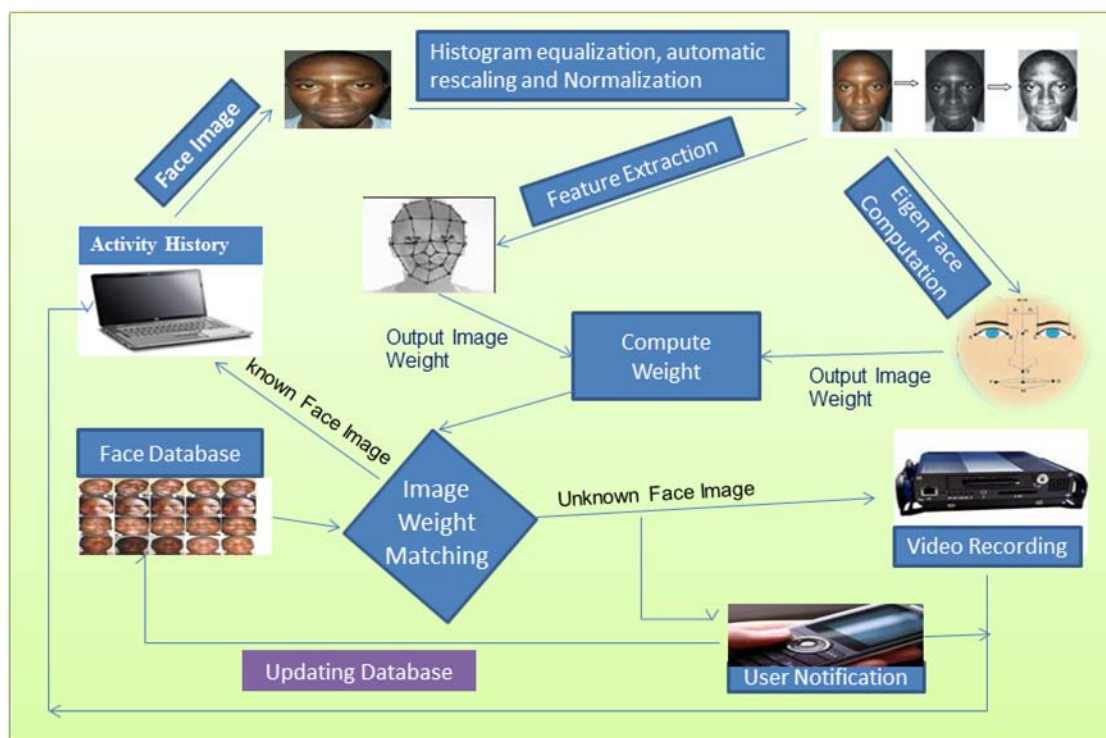 Histogram equalization, automatic
rescaling and Normalization
Face Image
Feature Extraction
Eigen Face
Computation
Activity History
Output Image
Weight
Compute
Weight
Output Image
Weight
known Face Image
Face Database
Image
Weight
Matching
Unknown Face Image
Video Recording
Updating Database
User Notification